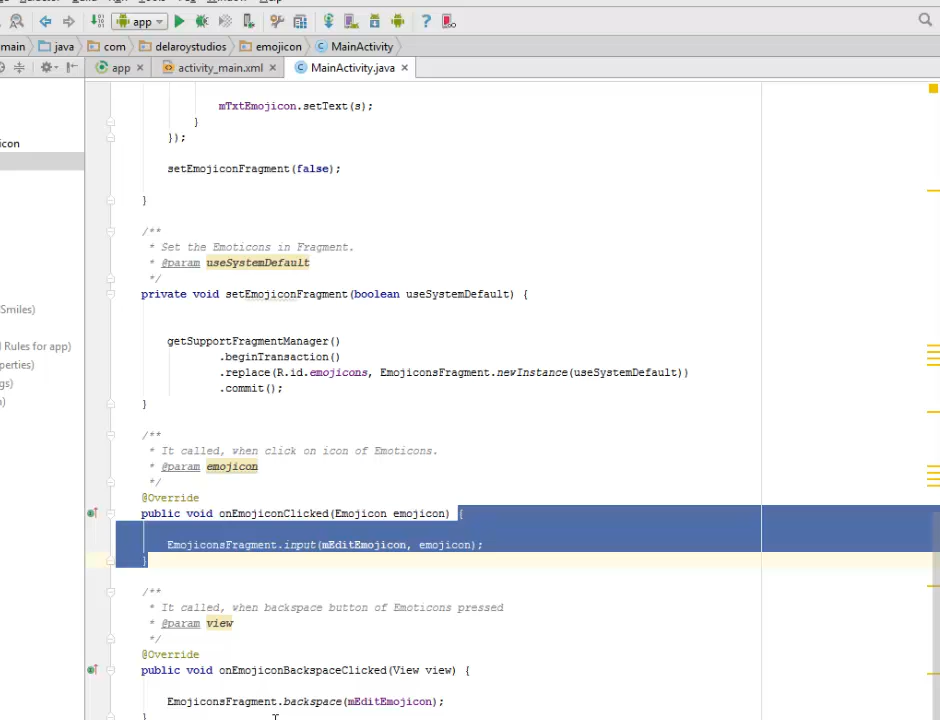 app
main java com delaroystudios emojicon MainActivity
app activity_main.xml MainActivity.java
icon
Smiles)
l Rules for app)
perties)
gs)
)
mTxtEmojicon.setText(s);
}
});
setEmojiconFragment(false);
}
/**
* Set the Emoticons in Fragment.
* @param useSystemDefault
*/
private void setEmojiconFragment(boolean useSystemDefault) {
getSupportFragmentManager()
.beginTransaction()
.replace(R.id.emojicons, EmojiconsFragment.newInstance(useSystemDefault))
.commit();
}
/**
* It called, when click on icon of Emoticons.
* @param emojicon
*/
@Override
public void onEmojiconClicked(Emojicon emojicon) {
EmojiconsFragment.input(mEditEmojicon, emojicon);
}
/**
* It called, when backspace button of Emoticons pressed
* @param view
*/
@Override
public void onEmojiconBackspaceClicked(View view) {
EmojiconsFragment.backspace(mEditEmojicon);
}